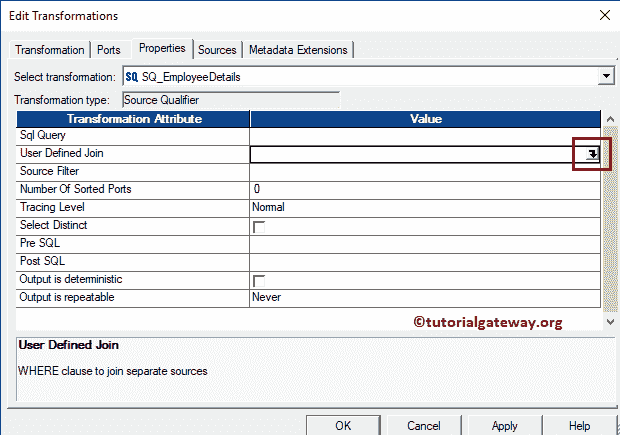 Edit Transformations
Transformation Ports Properties Sources Metadata Extensions
Select transformation: SQ SQ_EmployeeDetails
Transformation type: Source Qualifier
Transformation Attribute Value
Sql Query
User Defined Join
Source Filter
Number Of Sorted Ports 0
Tracing Level Normal
Select Distinct
Pre SQL
Post SQL
Output is deterministic
Output is repeatable Never
©tutorialgateway.org
User Defined Join
WHERE clause to join separate sources
OK Cancel Apply Help